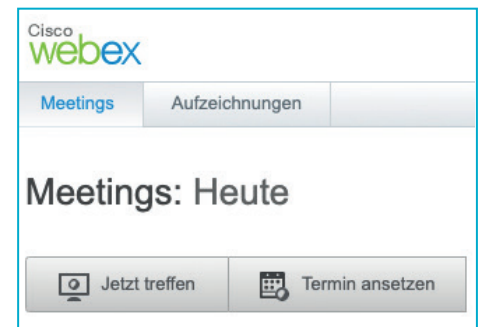 Cisco
webex
Meetings Aufzeichnungen
Meetings: Heute
Jetzt treffen Termin ansetzen